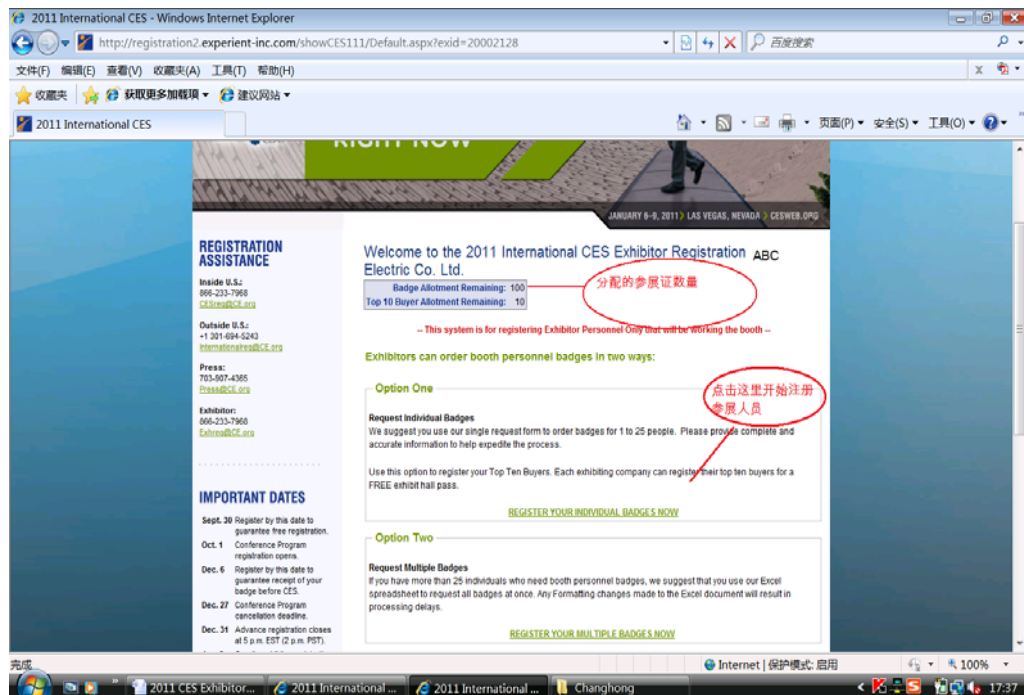 2011 International CES - Windows Internet Explorer
http://registration2.experient-inc.com/showCES111/Default.aspx?exid=20002128
百度搜索
文件(F) 编辑(E) 查看(V) 收藏夹(A) 工具(T) 帮助(H)
收藏夹 获取更多附加模块 ▾ 建议网站 ▾
2011 International CES
页面(P) ▾ 安全(S) ▾ 工具(O) ▾
RIGHT NOW
JANUARY 6-9, 2011 LAS VEGAS, NEVADA CESWEB.ORG
REGISTRATION
ASSISTANCE
Inside U.S.:
866-233-7968
CESreg@CE.org
Outside U.S.:
+1 301-694-5243
Internationalreg@CE.org
Press:
703-907-4365
Press@CE.org
Exhibitor:
866-233-7968
Exhreg@CE.org
IMPORTANT DATES
Sept. 30 Register by this date to
guarantee free registration.
Oct. 1 Conference Program
registration opens.
Dec. 6 Register by this date to
guarantee receipt of your
badge before CES.
Dec. 27 Conference Program
cancelation deadline.
Dec. 31 Advance registration closes
at 5 p.m. EST (2 p.m. PST).
Welcome to the 2011 International CES Exhibitor Registration ABC
Electric Co. Ltd.
Badge Allotment Remaining: 100
Top 10 Buyer Allotment Remaining: 10
分配的参展证数量
-- This system is for registering Exhibitor Personnel Only that will be working the booth --
Exhibitors can order booth personnel badges in two ways:
Option One
点击这里开始注册
参展人员
Request Individual Badges
We suggest you use our single request form to order badges for 1 to 25 people. Please provide complete and
accurate information to help expedite the process.
Use this option to register your Top Ten Buyers. Each exhibiting company can register their top ten buyers for a
FREE exhibit hall pass.
REGISTER YOUR INDIVIDUAL BADGES NOW
Option Two
Request Multiple Badges
If you have more than 25 individuals who need booth personnel badges, we suggest that you use our Excel
spreadsheet to request all badges at once. Any Formatting changes made to the Excel document will result in
processing delays.
REGISTER YOUR MULTIPLE BADGES NOW
完成
Internet | 保护模式: 启用
100%
2011 CES Exhibitor... 2011 International ... 2011 International ... Changhong
17:37